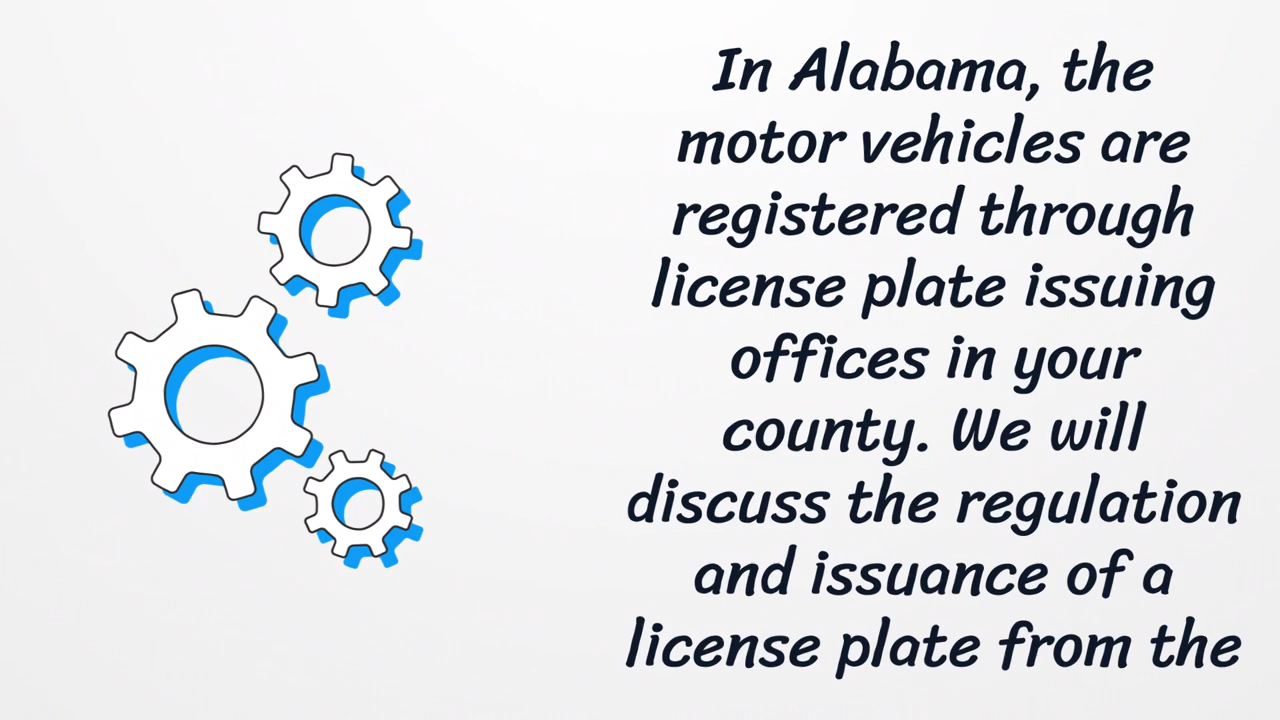 In Alabama, the
motor vehicles are
registered through
license plate issuing
offices in your
county. We will
discuss the regulation
and issuance of a
license plate from the